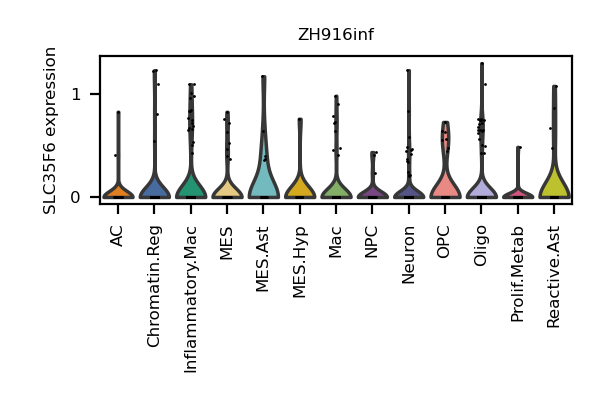 ZH916inf
SLC35F6 expression
1
0
AC
Chromatin.Reg
Inflammatory.Mac
MES
MES.Ast
MES.Hyp
Mac
NPC
Neuron
OPC
Oligo
Prolif.Metab
Reactive.Ast